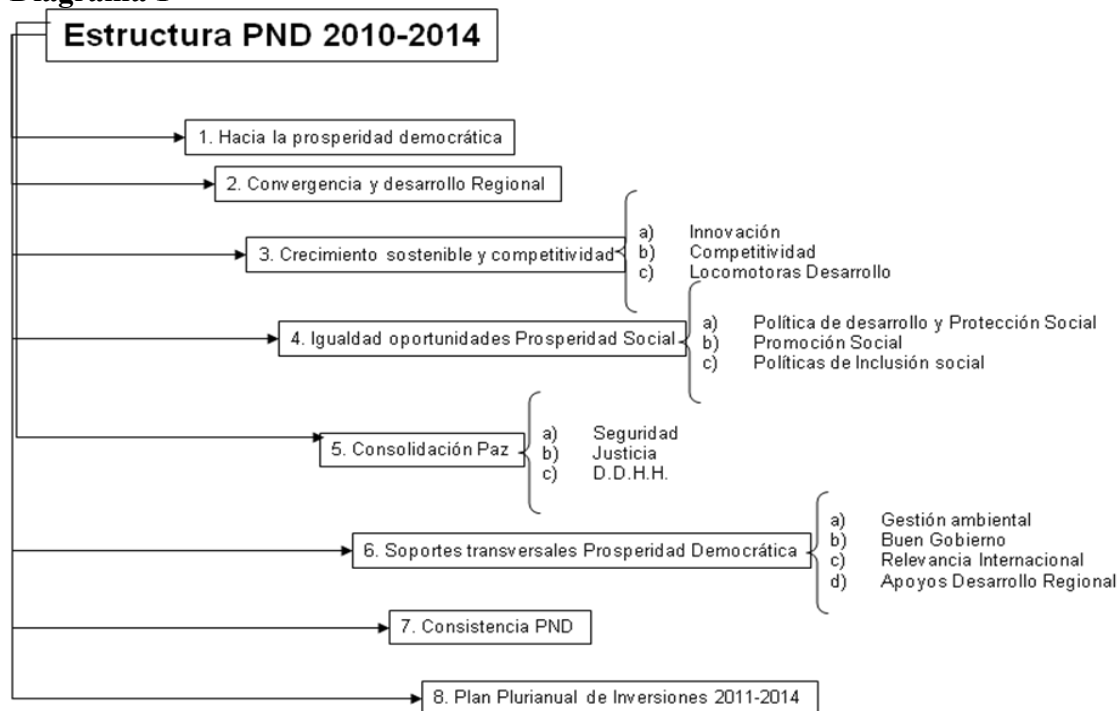 Diagrama 1
Estructura PND 2010-2014
1. Hacia la prosperidad democrática
2. Convergencia y desarrollo Regional
3. Crecimiento sostenible y competitividad
a) Innovación
b) Competitividad
c) Locomotoras Desarrollo
4. Igualdad oportunidades Prosperidad Social
a) Política de desarrollo y Protección Social
b) Promoción Social
c) Políticas de Inclusión social
5. Consolidación Paz
a) Seguridad
b) Justicia
c) D.D.H.H.
6. Soportes transversales Prosperidad Democrática
a) Gestión ambiental
b) Buen Gobierno
c) Relevancia Internacional
d) Apoyos Desarrollo Regional
7. Consistencia PND
8. Plan Plurianual de Inversiones 2011-2014